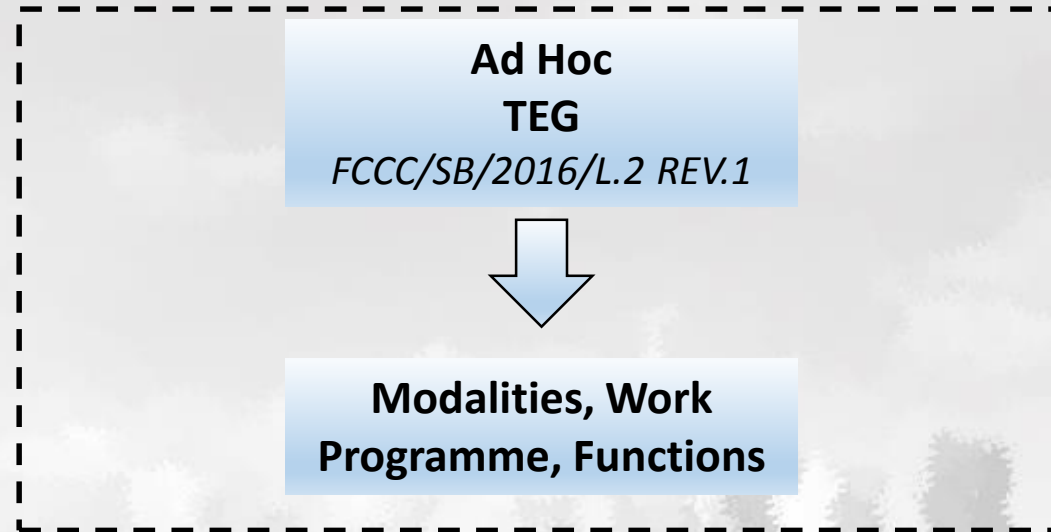 Ad Hoc
TEG
FCCC/SB/2016/L.2 REV.1
Modalities, Work
Programme, Functions